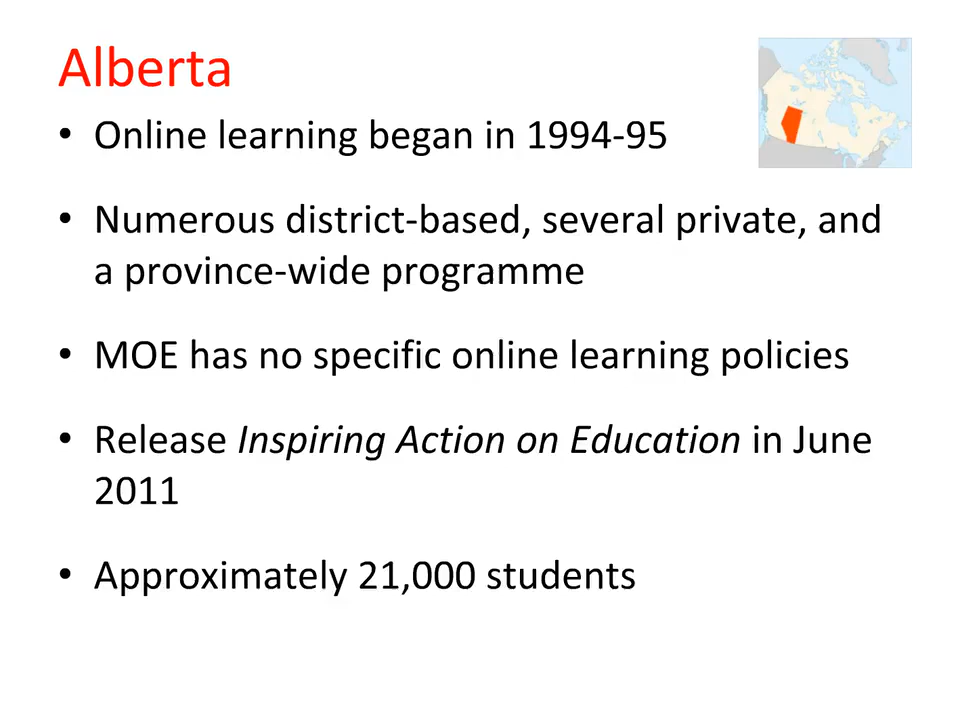 Alberta
• Online learning began in 1994-95
• Numerous district-based, several private, and
a province-wide programme
• MOE has no specific online learning policies
• Release Inspiring Action on Education in June
2011
• Approximately 21,000 students